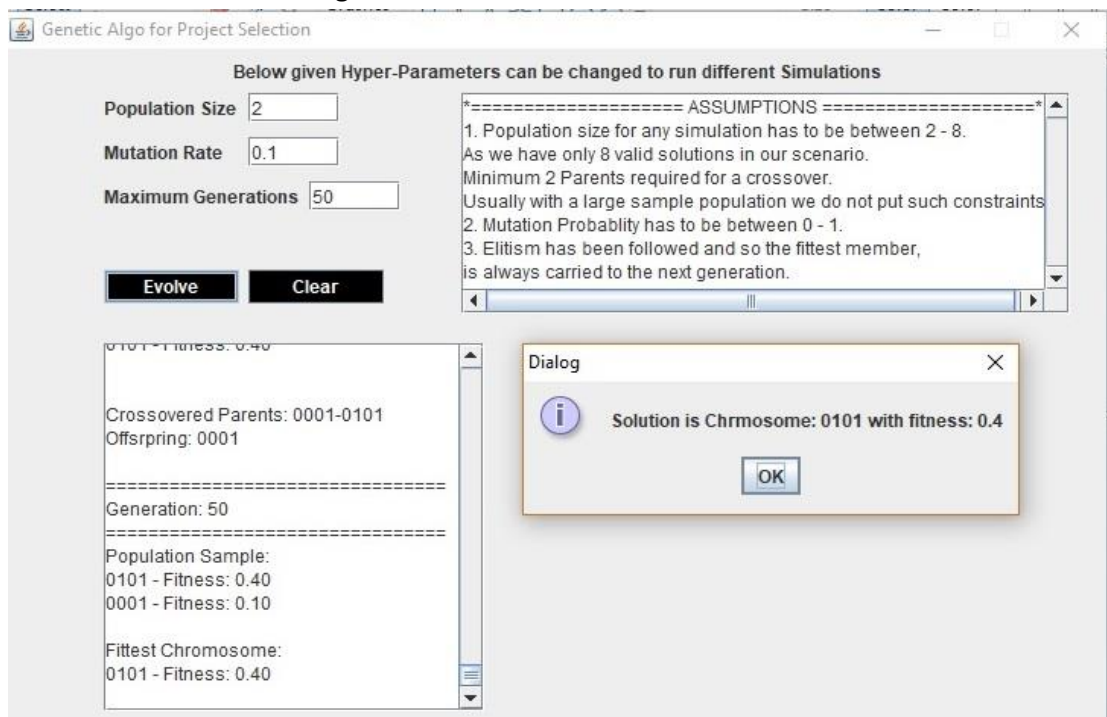 Genetic Algo for Project Selection
Below given Hyper-Parameters can be changed to run different Simulations
Population Size 2
Mutation Rate 0.1
Maximum Generations 50
Evolve Clear
*==================== ASSUMPTIONS ====================*
1. Population size for any simulation has to be between 2 - 8.
As we have only 8 valid solutions in our scenario.
Minimum 2 Parents required for a crossover.
Usually with a large sample population we do not put such constraints
2. Mutation Probablity has to be between 0 - 1.
3. Elitism has been followed and so the fittest member,
is always carried to the next generation.
0101 - Fitness: 0.40
Crossovered Parents: 0001-0101
Offsrpring: 0001
================================
Generation: 50
================================
Population Sample:
0101 - Fitness: 0.40
0001 - Fitness: 0.10
Fittest Chromosome:
0101 - Fitness: 0.40
Dialog
Solution is Chrmosome: 0101 with fitness: 0.4
OK